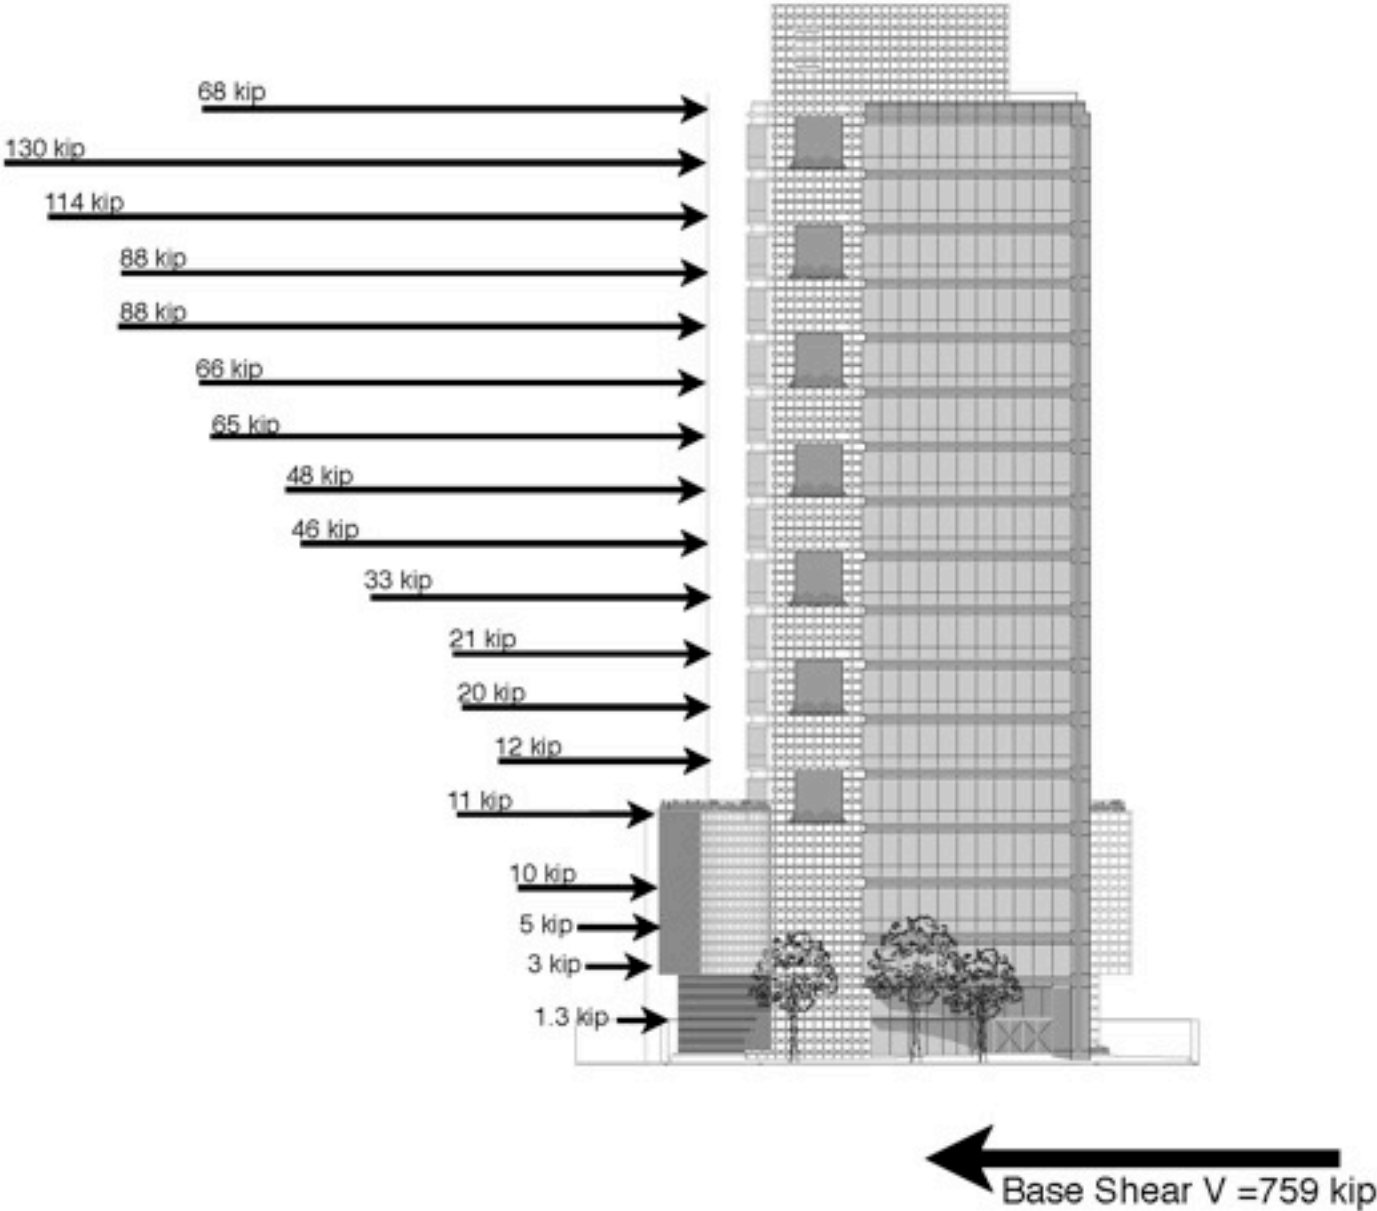 68 kip
130 kip
114 kip
88 kip
88 kip
66 kip
65 kip
48 kip
46 kip
33 kip
21 kip
20 kip
12 kip
11 kip
10 kip
5 kip
3 kip
1.3 kip
Base Shear V =759 kip